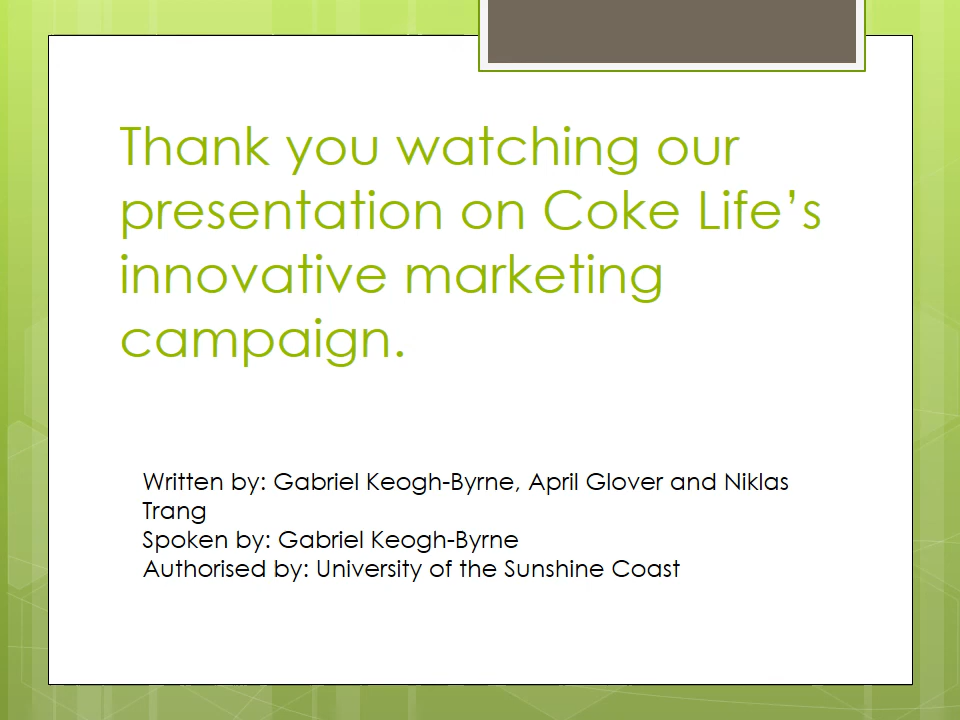 Thank you watching our
presentation on Coke Life’s
innovative marketing
campaign.
Written by: Gabriel Keogh-Byrne, April Glover and Niklas
Trang
Spoken by: Gabriel Keogh-Byrne
Authorised by: University of the Sunshine Coast